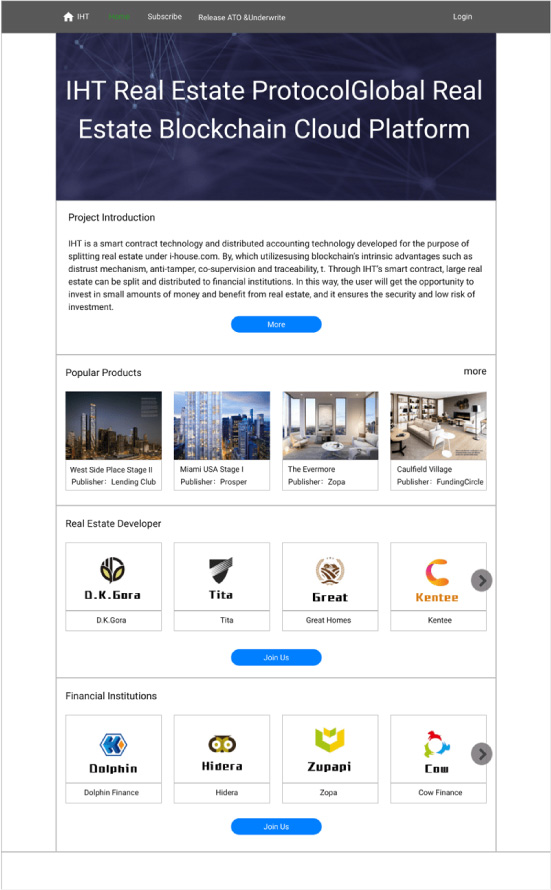 IHT Home Subscribe Release ATO &Underwrite Login
IHT Real Estate ProtocolGlobal Real
Estate Blockchain Cloud Platform
Project Introduction
IHT is a smart contract technology and distributed accounting technology developed for the purpose of
splitting real estate under i-house.com. By, which utilizesusing blockchain's intrinsic advantages such as
distrust mechanism, anti-tamper, co-supervision and traceability, t. Through IHT's smart contract, large real
estate can be split and distributed to financial institutions. In this way, the user will get the opportunity to
invest in small amounts of money and benefit from real estate, and it ensures the security and low risk of
investment.
More
Popular Products more
West Side Place Stage II Miami USA Stage I The Evermore Caulfield Village
Publisher：Lending Club Publisher：Prosper Publisher：Zopa Publisher：FundingCircle
Real Estate Developer
D.K.Gora Tita Great Kentee
D.K.Gora Tita Great Homes Kentee
Join Us
Financial Institutions
Dolphin Hidera Zupapi Cow
Dolphin Finance Hidera Zopa Cow Finance
Join Us